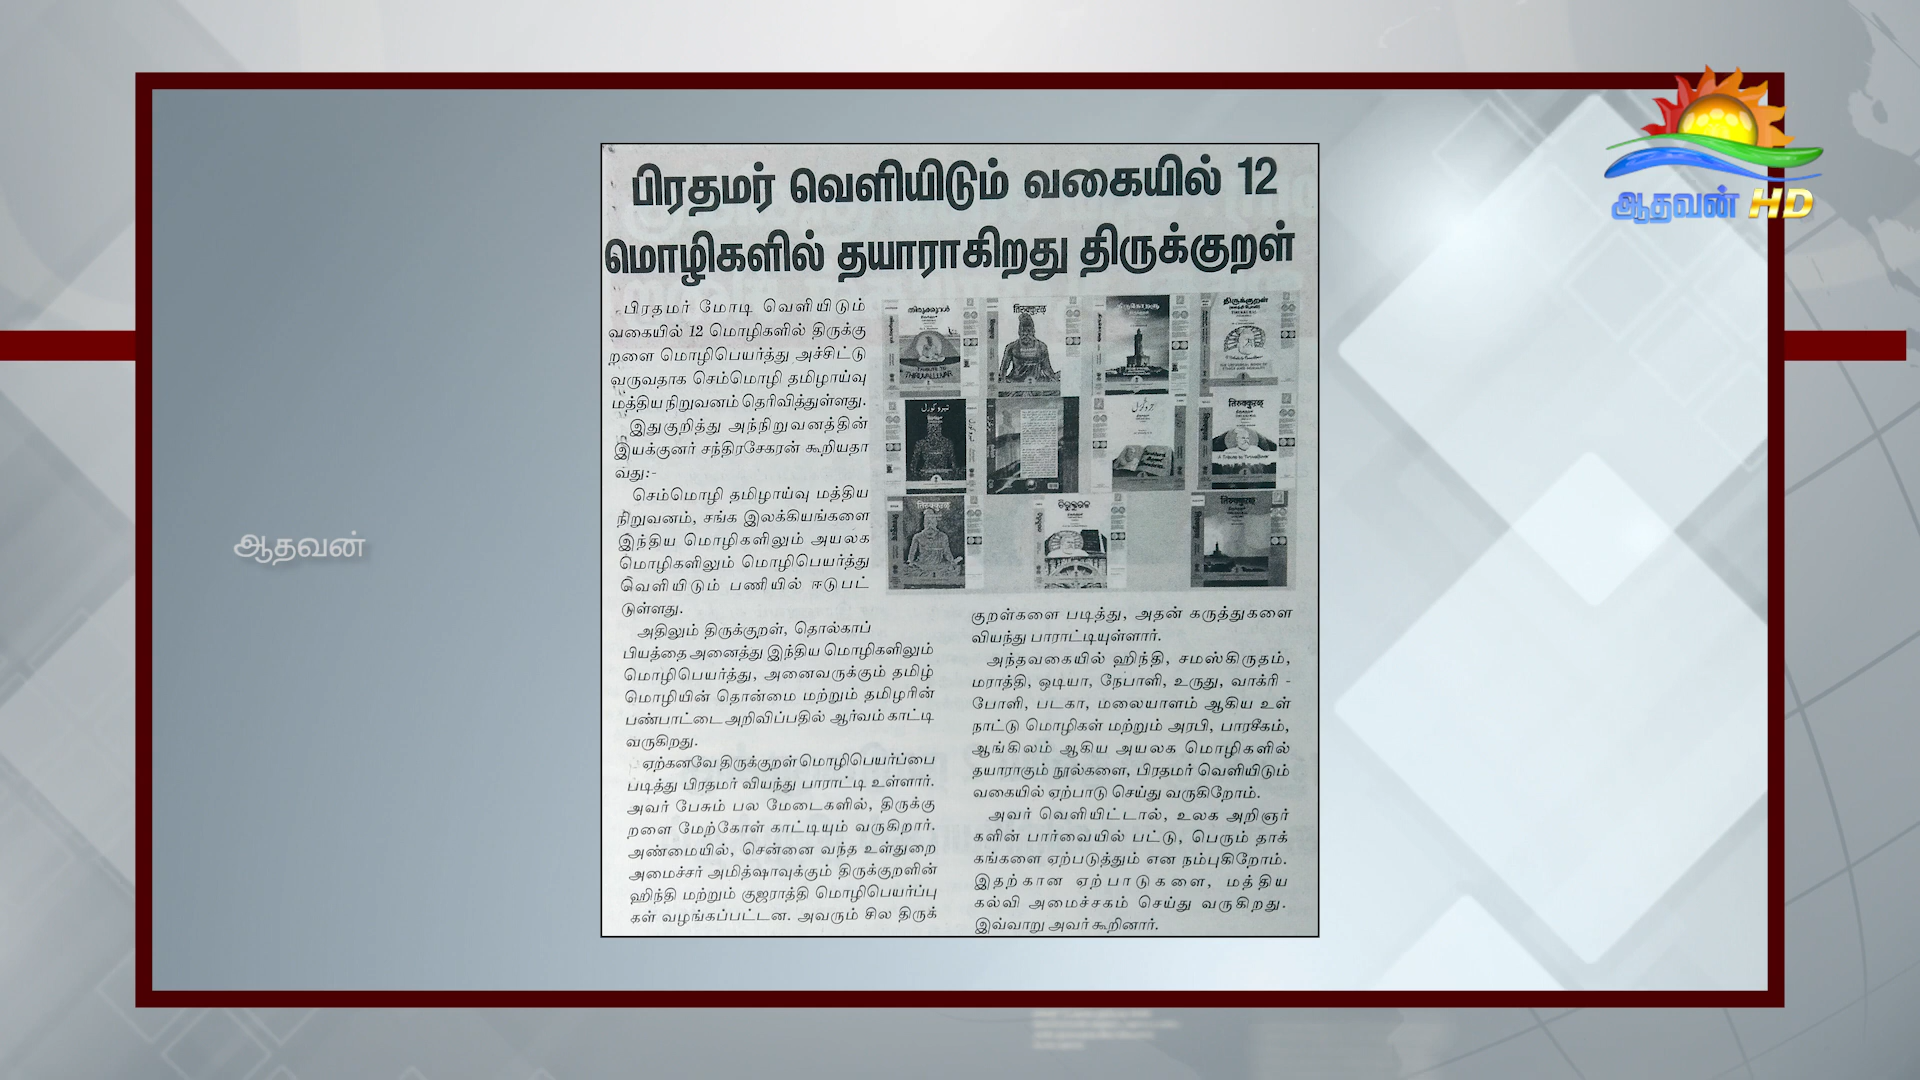 பிரதமர் வெளியிடும் வகையில் 12
மொழிகளில் தயாராகிறது திருக்குறள்
பிரதமர் மோடி வெளியிடும்
வகையில் 12 மொழிகளில் திருக்கு
றளை மொழிபெயர்த்து அச்சிட்டு
வருவதாக செம்மொழி தமிழாய்வு
மத்திய நிறுவனம் தெரிவித்துள்ளது.
இதுகுறித்து அந்நிறுவனத்தின்
இயக்குனர் சந்திரசேகரன் கூறியதா
வது:-
செம்மொழி தமிழாய்வு மத்திய
நிறுவனம், சங்க இலக்கியங்களை
இந்திய மொழிகளிலும் அயலக
மொழிகளிலும் மொழிபெயர்த்து
வெளியிடும் பணியில் ஈடுபட்
டுள்ளது.
அதிலும் திருக்குறள், தொல்காப்
பியத்தை அனைத்து இந்திய மொழிகளிலும்
மொழிபெயர்த்து, அனைவருக்கும் தமிழ்
மொழியின் தொன்மை மற்றும் தமிழரின்
பண்பாட்டை அறிவிப்பதில் ஆர்வம் காட்டி
வருகிறது.
ஏற்கனவே திருக்குறள் மொழிபெயர்ப்பை
படித்து பிரதமர் வியந்து பாராட்டி உள்ளார்.
அவர் பேசும் பல மேடைகளில், திருக்கு
றளை மேற்கோள் காட்டியும் வருகிறார்.
அண்மையில், சென்னை வந்த உள்துறை
அமைச்சர் அமித்ஷாவுக்கும் திருக்குறளின்
ஹிந்தி மற்றும் குஜராத்தி மொழிபெயர்ப்பு
கள் வழங்கப்பட்டன. அவரும் சில திருக்
குறள்களை படித்து, அதன் கருத்துகளை
வியந்து பாராட்டியுள்ளார்.
அந்தவகையில் ஹிந்தி, சமஸ்கிருதம்,
மராத்தி, ஒடியா, நேபாளி, உருது, வாக்ரி -
போளி, படகா, மலையாளம் ஆகிய உள்
நாட்டு மொழிகள் மற்றும் அரபி, பாரசீகம்,
ஆங்கிலம் ஆகிய அயலக மொழிகளில்
தயாராகும் நூல்களை, பிரதமர் வெளியிடும்
வகையில் ஏற்பாடு செய்து வருகிறோம்.
அவர் வெளியிட்டால், உலக அறிஞர்
களின் பார்வையில் பட்டு, பெரும் தாக்
கங்களை ஏற்படுத்தும் என நம்புகிறோம்.
இதற்கான ஏற்பாடுகளை, மத்திய
கல்வி அமைச்சகம் செய்து வருகிறது.
இவ்வாறு அவர் கூறினார்.
ஆதவன் HD
ஆதவன்